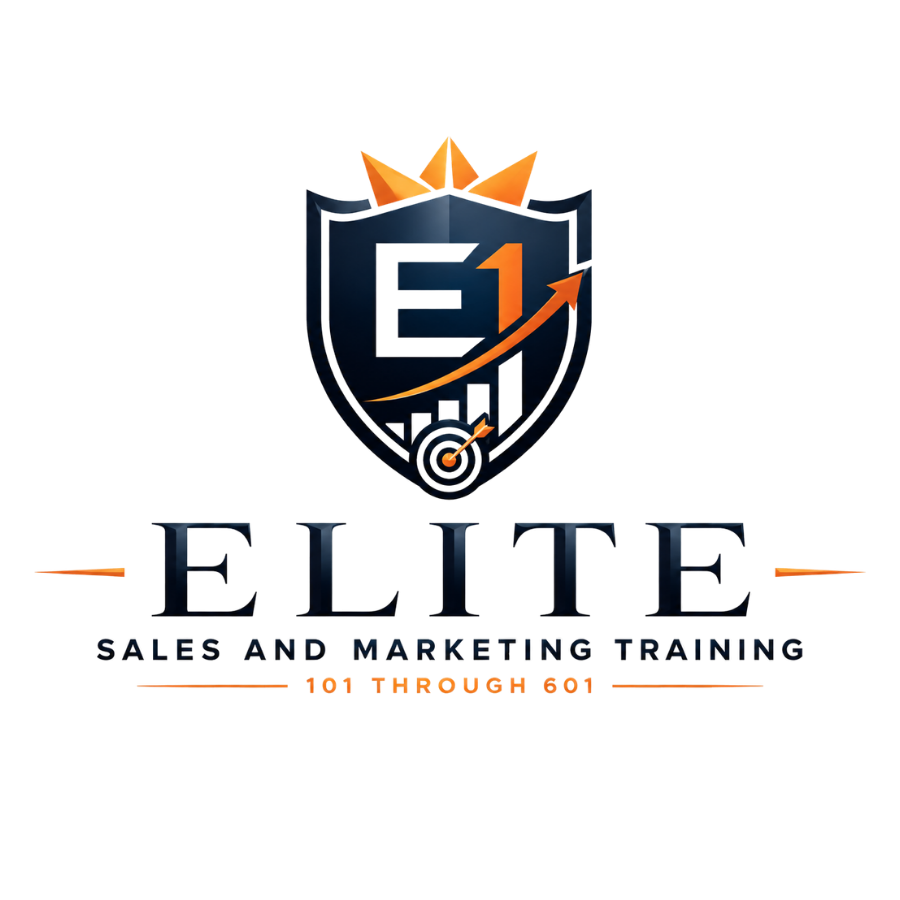 E1
ELITE
SALES AND MARKETING TRAINING
101 THROUGH 601